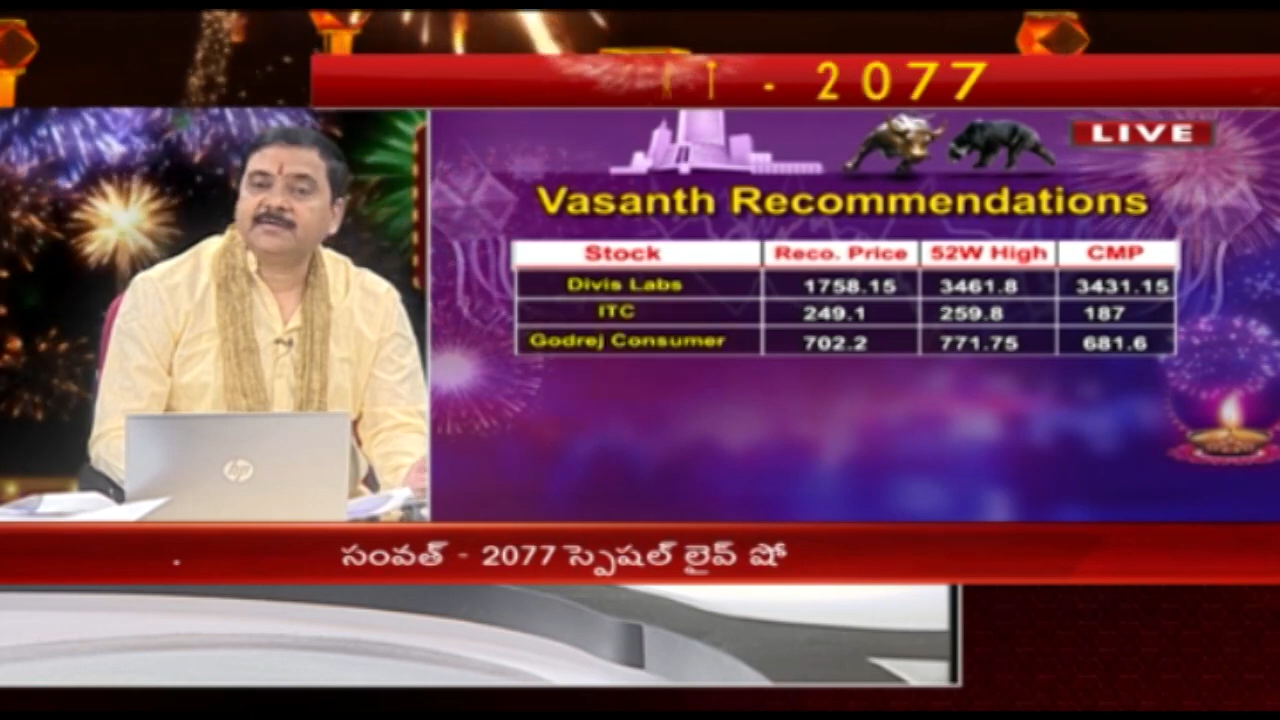 - 2077
LIVE
Vasanth Recommendations
Stock Reco. Price 52W High CMP
Divis Labs 1758.15 3461.8 3431.15
ITC 249.1 259.8 187
Godrej Consumer 702.2 771.75 681.6
hp
సంవత్ - 2077 స్పెషల్ లైవ్ షో